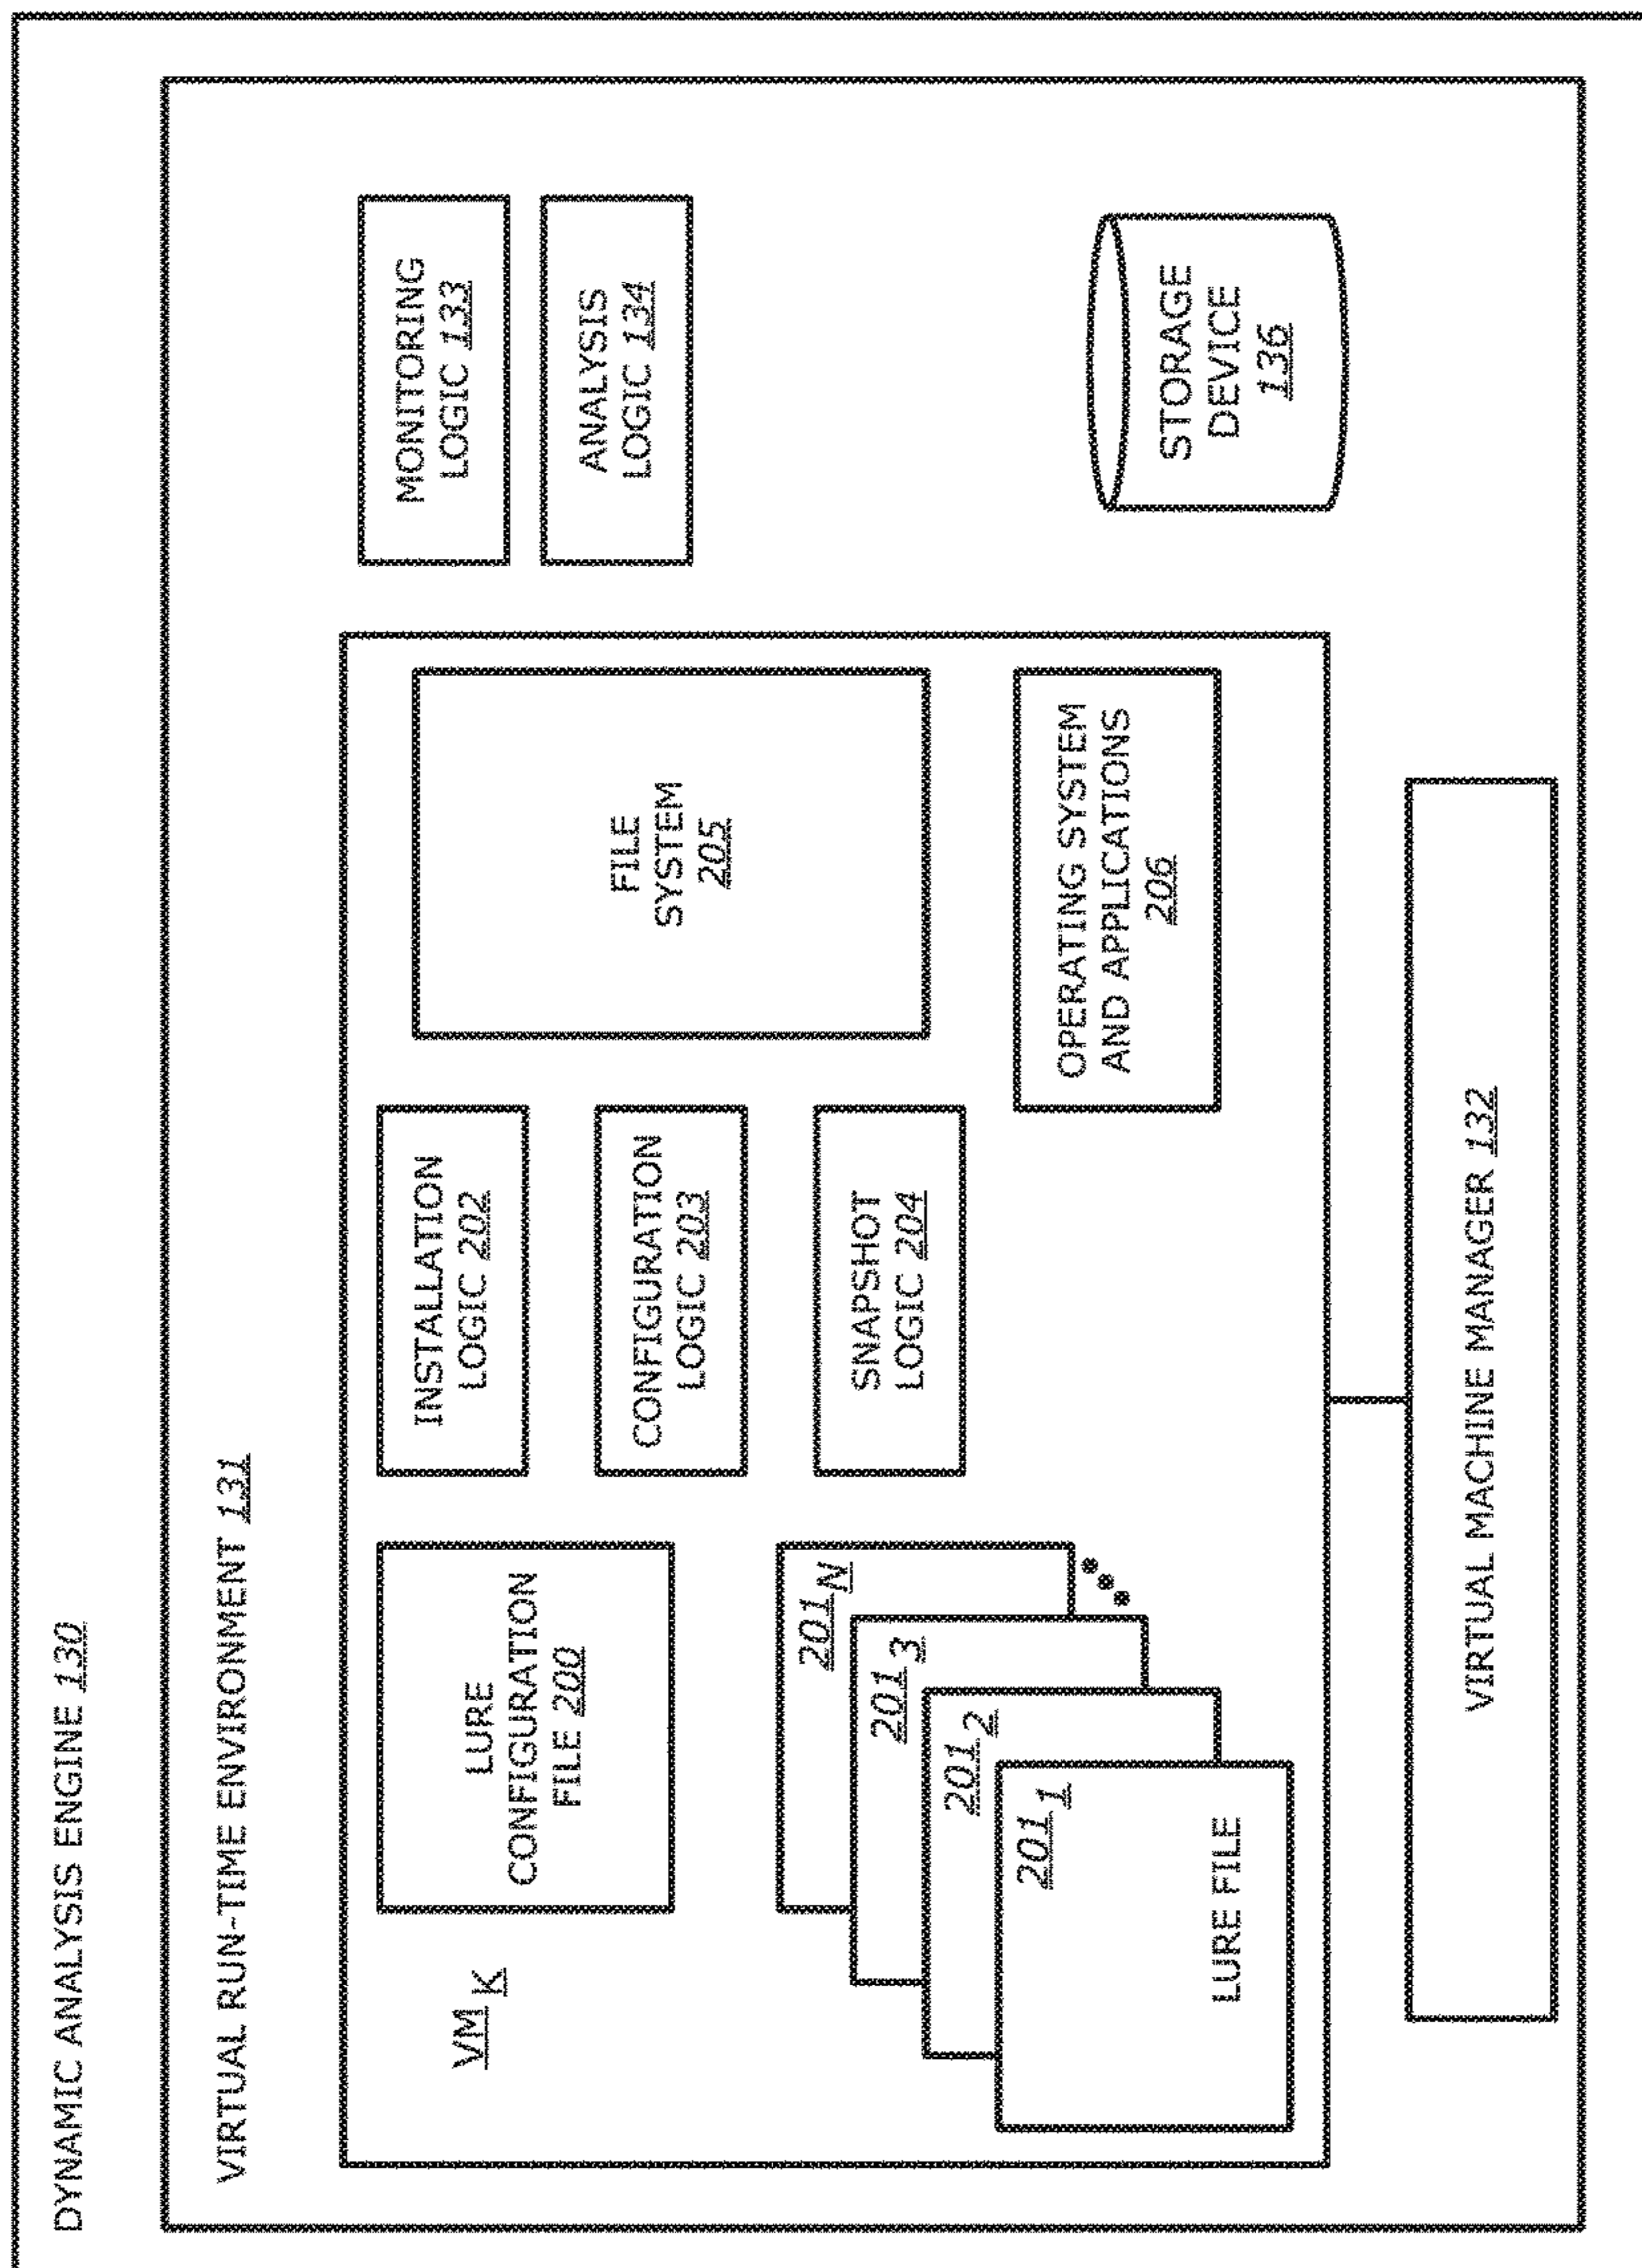 DYNAMIC ANALYSIS ENGINE 130
VIRTUAL RUN-TIME ENVIRONMENT 131
VM K
LURE
CONFIGURATION
FILE 200
201 N
201 3
201 2
201 1
LURE FILE
INSTALLATION
LOGIC 202
CONFIGURATION
LOGIC 203
SNAPSHOT
LOGIC 204
FILE
SYSTEM
205
OPERATING SYSTEM
AND APPLICATIONS
206
MONITORING
LOGIC 133
ANALYSIS
LOGIC 134
STORAGE
DEVICE
136
VIRTUAL MACHINE MANAGER 132